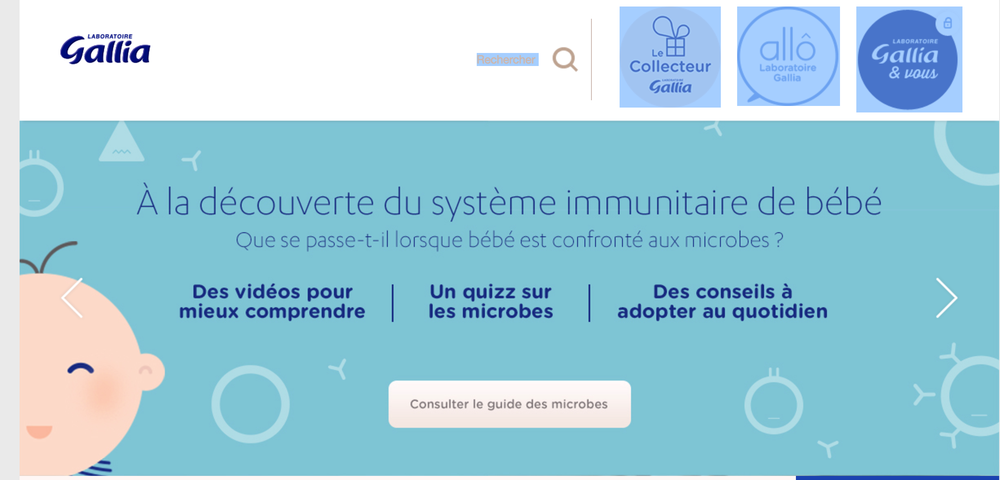 LABORATOIRE
Gallia
Rechercher
Le
Collecteur
LABORATOIRE
Gallia
allô
Laboratoire
Gallia
LABORATOIRE
Gallia
& vous
À la découverte du système immunitaire de bébé
Que se passe-t-il lorsque bébé est confronté aux microbes ?
Des vidéos pour
mieux comprendre
Un quizz sur
les microbes
Des conseils à
adopter au quotidien
Consulter le guide des microbes